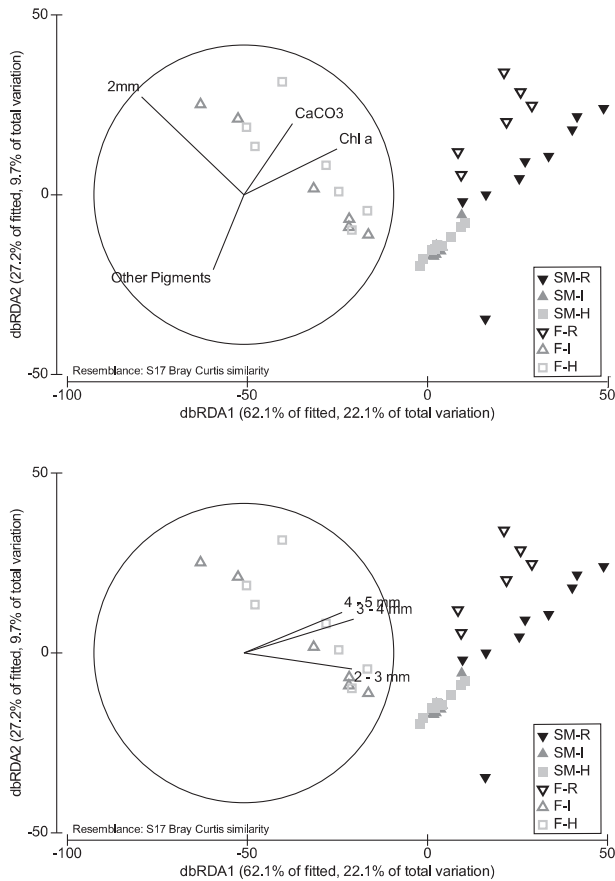 50
2mm
CaCO3
Chl a
0
Other Pigments
dbRDA2 (27.2% of fitted, 9.7% of total variation)
SM-R
SM-I
SM-H
F-R
F-I
F-H
Resemblance: S17 Bray Curtis similarity
-50
-100
-50
0
50
dbRDA1 (62.1% of fitted, 22.1% of total variation)
50
4 - 5 mm
3 - 4 mm
0
2 - 3 mm
dbRDA2 (27.2% of fitted, 9.7% of total variation)
SM-R
SM-I
SM-H
F-R
F-I
F-H
Resemblance: S17 Bray Curtis similarity
-50
-100
-50
0
50
dbRDA1 (62.1% of fitted, 22.1% of total variation)